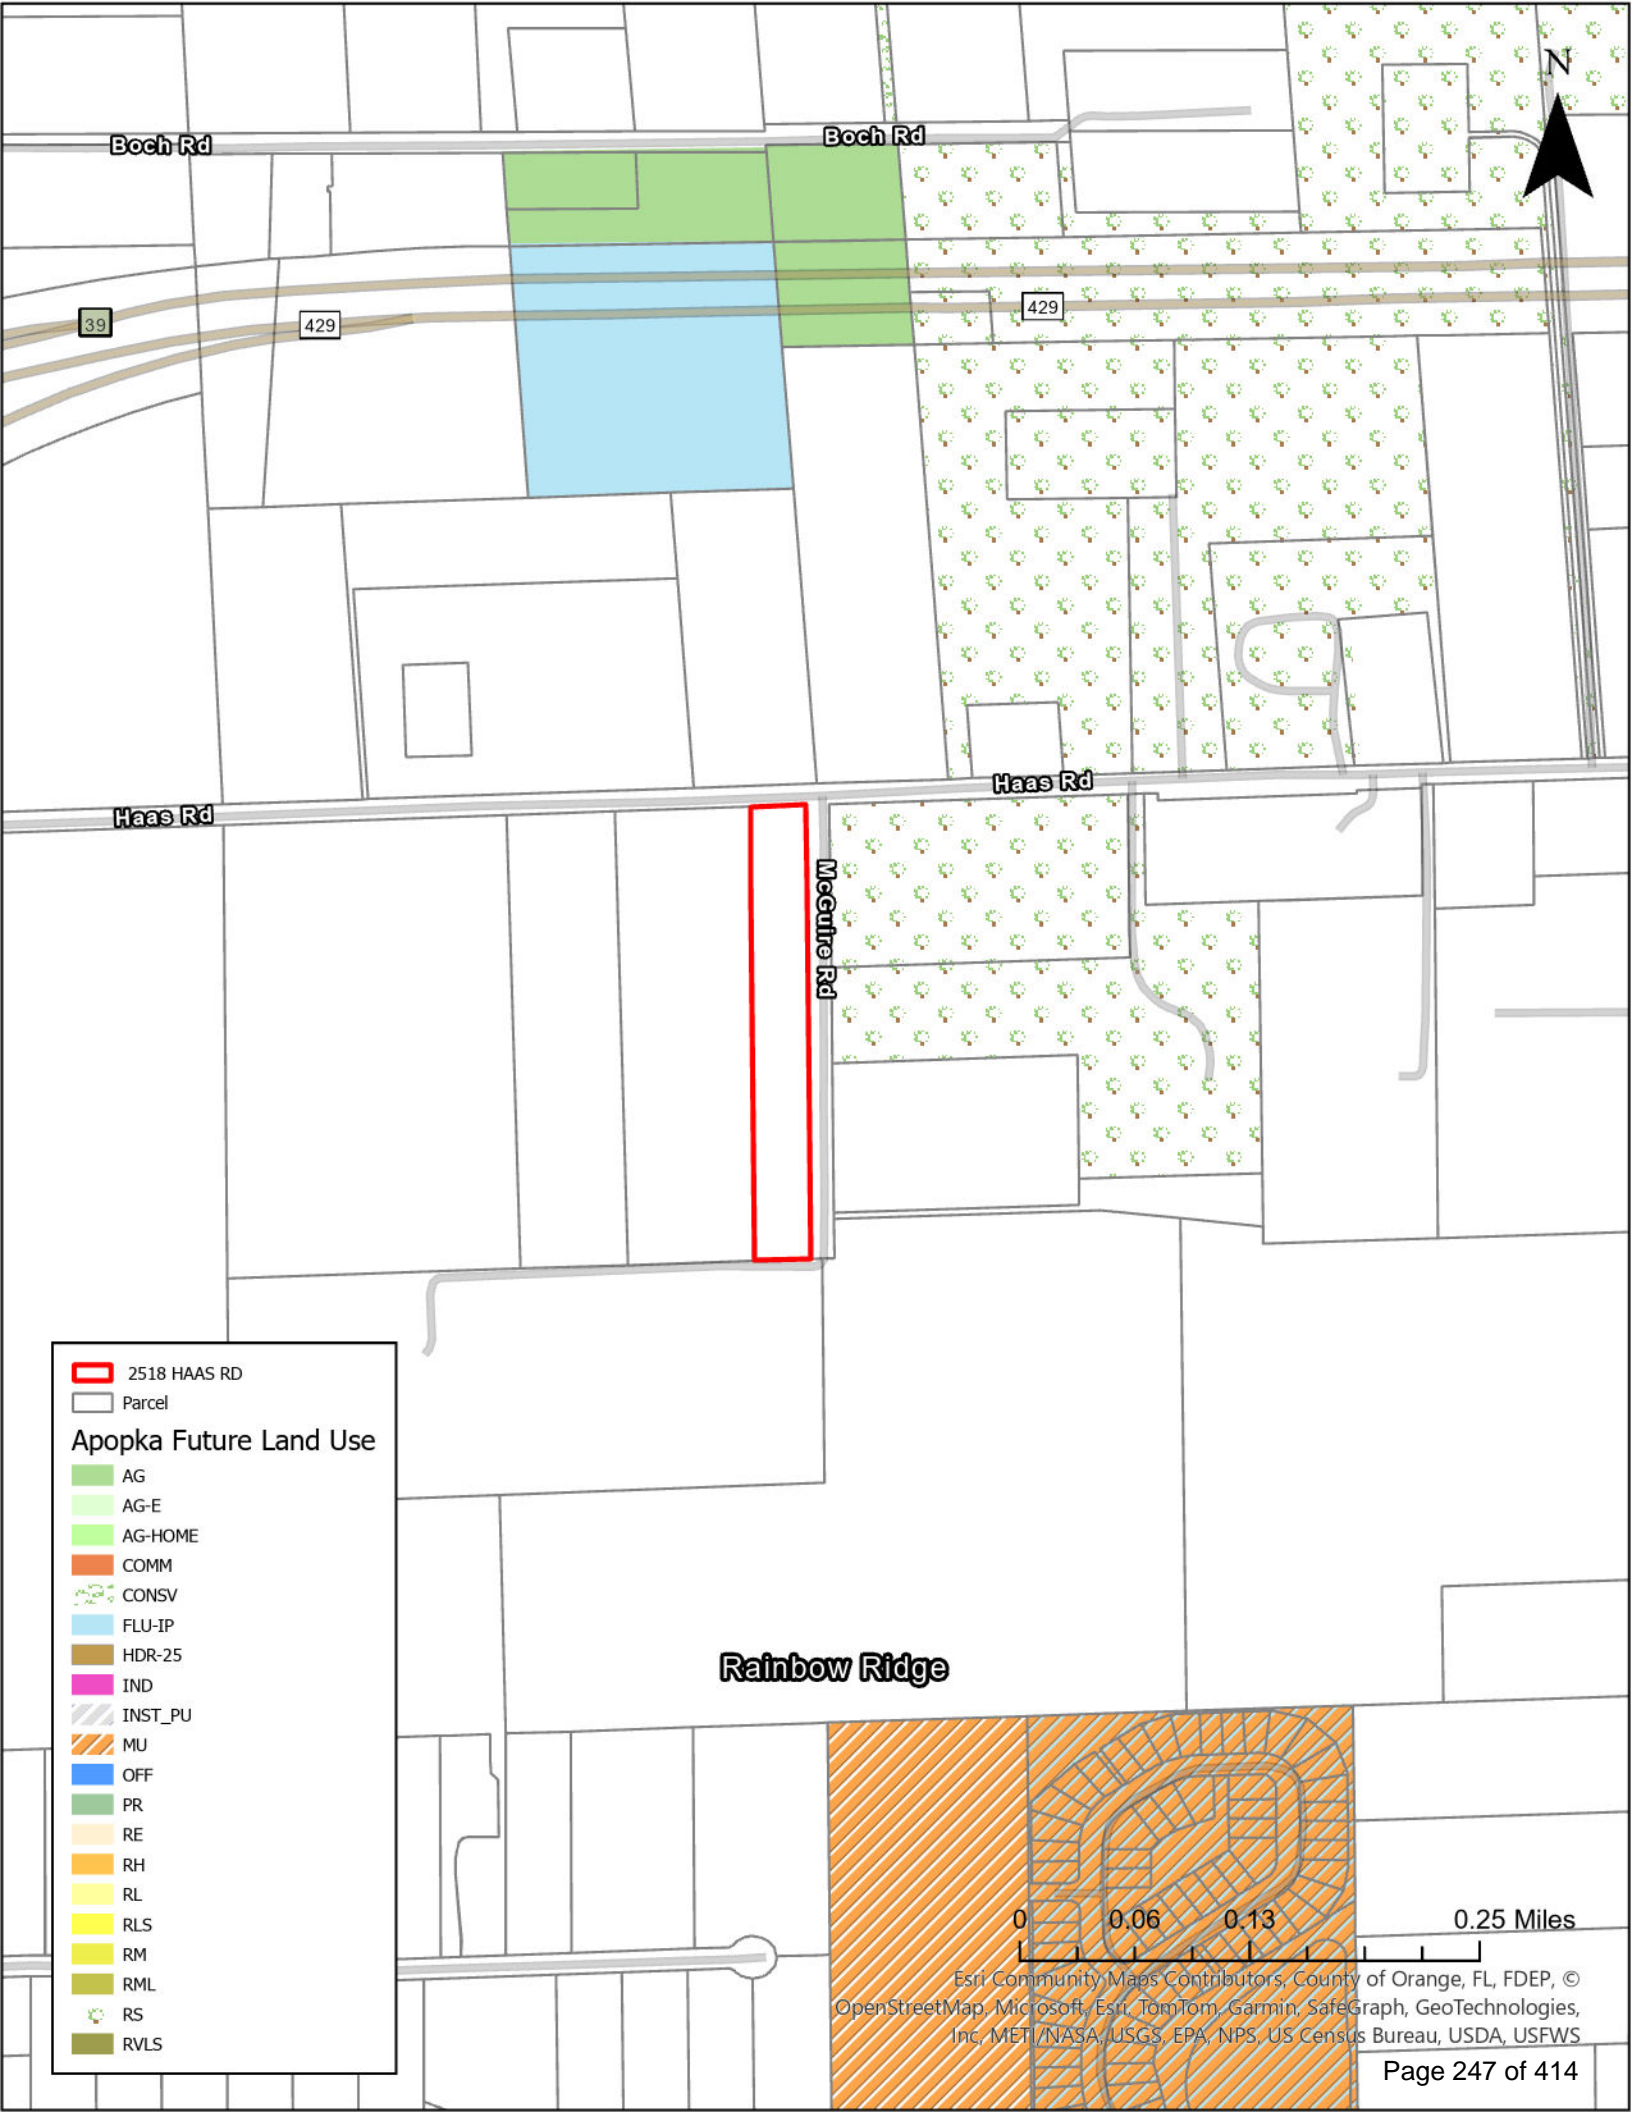 N
Boch Rd
Boch Rd
39
429
429
Haas Rd
Haas Rd
McGuire Rd
2518 HAAS RD
Parcel
Apopka Future Land Use
AG
AG-E
AG-HOME
COMM
CONSV
FLU-IP
HDR-25
IND
INST_PU
MU
OFF
PR
RE
RH
RL
RLS
RM
RML
RS
RVLS
Rainbow Ridge
0 0.06 0.13 0.25 Miles
Esri Community Maps Contributors, County of Orange, FL, FDEP, ©
OpenStreetMap, Microsoft, Esri, TomTom, Garmin, SafeGraph, GeoTechnologies,
Inc, METI/NASA, USGS, EPA, NPS, US Census Bureau, USDA, USFWS
Page 247 of 414